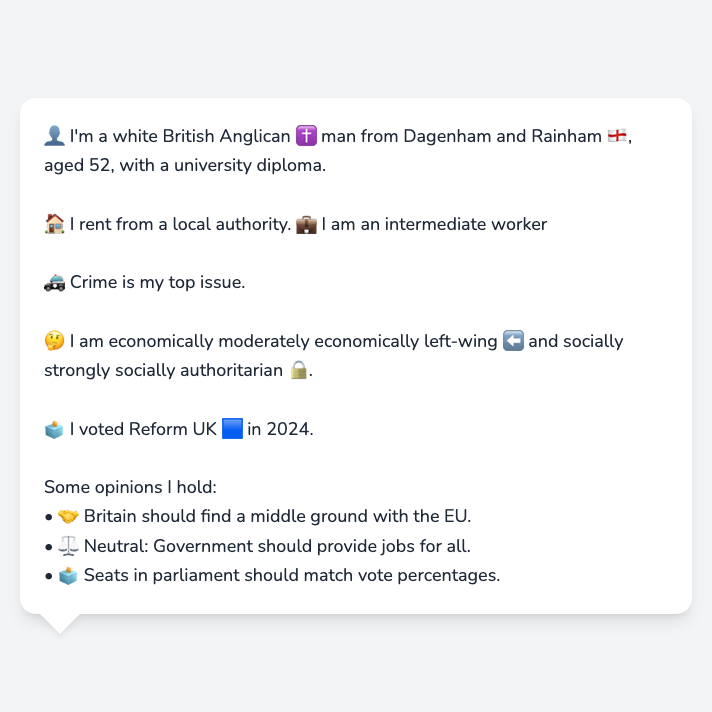 👤 I'm a white British Anglican ✝️ man from Dagenham and Rainham 🏴󠁧󠁢󠁥󠁮󠁧󠁿,
aged 52, with a university diploma.
🏠 I rent from a local authority. 💼 I am an intermediate worker
🚓 Crime is my top issue.
🤔 I am economically moderately economically left-wing ⬅️ and socially
strongly socially authoritarian 🔒.
🗳️ I voted Reform UK 🟦 in 2024.
Some opinions I hold:
• 🤝 Britain should find a middle ground with the EU.
• ⚖️ Neutral: Government should provide jobs for all.
• 🗳️ Seats in parliament should match vote percentages.